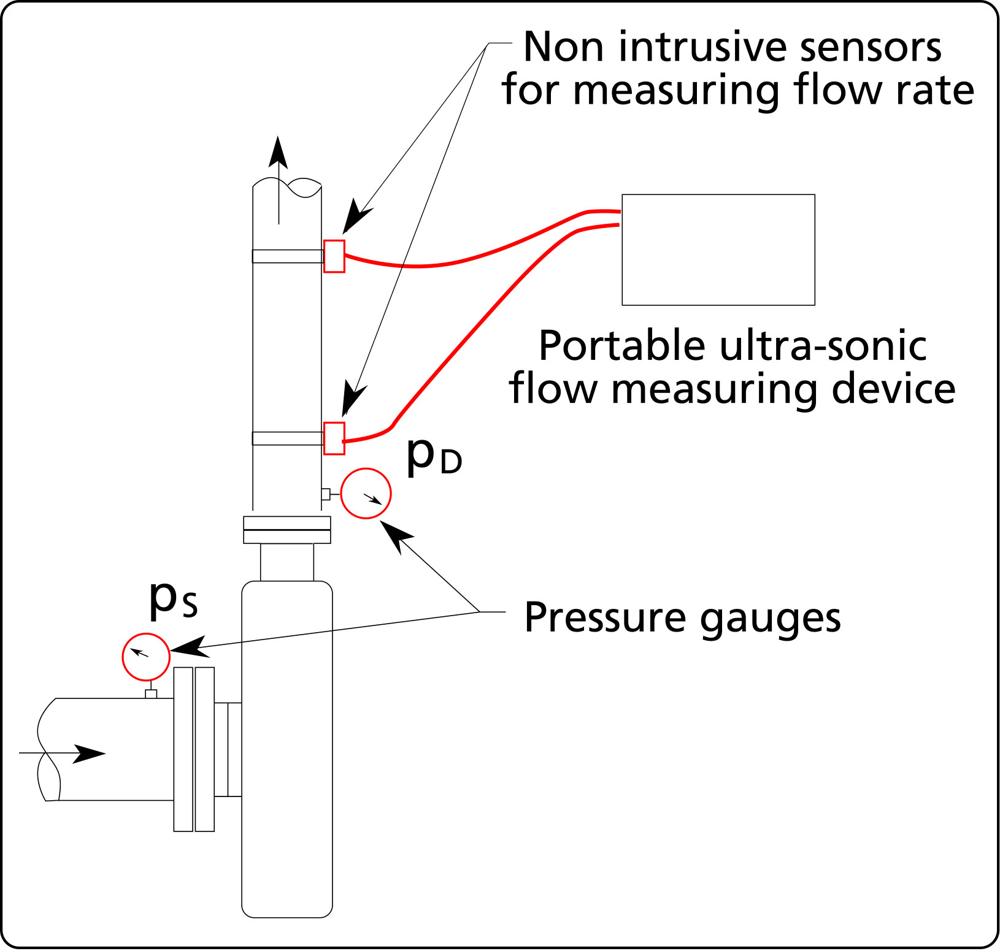 Non intrusive sensors
for measuring flow rate
Portable ultra-sonic
flow measuring device
pD
pS
Pressure gauges